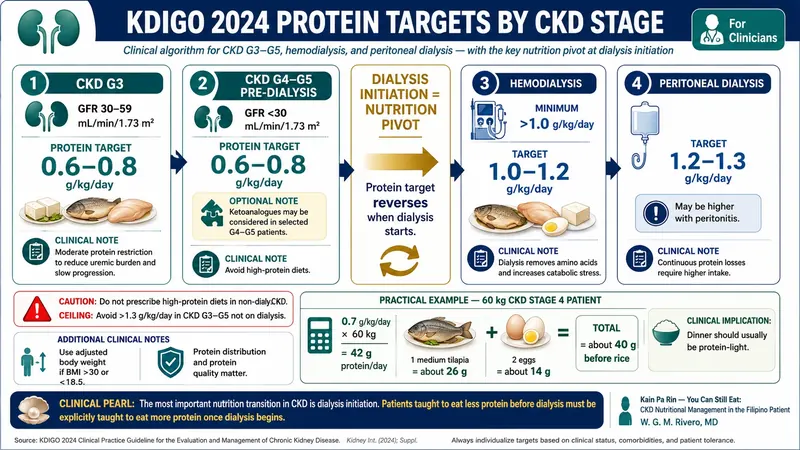 KDIGO 2024 PROTEIN TARGETS BY CKD STAGE
Clinical algorithm for CKD G3–G5, hemodialysis, and peritoneal dialysis — with the key nutrition pivot at dialysis initiation
For
Clinicians
1
CKD G3
GFR 30–59
mL/min/1.73 m²
PROTEIN TARGET
0.6–0.8
g/kg/day
CLINICAL NOTE
Moderate protein restriction
to reduce uremic burden and
slow progression.
2
CKD G4–G5
PRE-DIALYSIS
GFR <30
mL/min/1.73 m²
PROTEIN TARGET
0.6–0.8
g/kg/day
OPTIONAL NOTE
Ketoanalogues may be
considered in selected
G4–G5 patients.
CLINICAL NOTE
Avoid high-protein diets.
DIALYSIS
INITIATION =
NUTRITION
PIVOT
Protein target
reverses
when dialysis
starts.
3
HEMODIALYSIS
MINIMUM
>1.0 g/kg/day
TARGET
1.0–1.2
g/kg/day
CLINICAL NOTE
Dialysis removes amino acids
and increases catabolic stress.
4
PERITONEAL DIALYSIS
TARGET
1.2–1.3
g/kg/day
May be higher
with peritonitis.
CLINICAL NOTE
Continuous protein losses
require higher intake.
CAUTION: Do not prescribe high-protein diets in non-dialy.CKD.
CEILING: Avoid >1.3 g/kg/day in CKD G3–G5 not on dialysis.
ADDITIONAL CLINICAL NOTES
Use adjusted
body weight
if BMI >30 or
<18.5.
Protein distribution
and protein
quality matter.
PRACTICAL EXAMPLE — 60 kg CKD STAGE 4 PATIENT
0.7 g/kg/day
× 60 kg
= 42 g
protein/day
1 medium tilapia
= about 26 g
+
2 eggs
= about 14 g
=
TOTAL
= about 40 g
before rice
CLINICAL IMPLICATION:
Dinner should usually
be protein-light.
CLINICAL PEARL: The most important nutrition transition in CKD is dialysis initiation. Patients taught to eat less protein before dialysis must be
explicitly taught to eat more protein once dialysis begins.
Kain Pa Rin — You Can Still Eat:
CKD Nutritional Management in the Filipino Patient
W. G. M. Rivero, MD
Source: KDIGO 2024 Clinical Practice Guideline for the Evaluation and Management of Chronic Kidney Disease. Kidney Int. (2024); Suppl.
Always individualize targets based on clinical status, comorbidities, and patient tolerance.